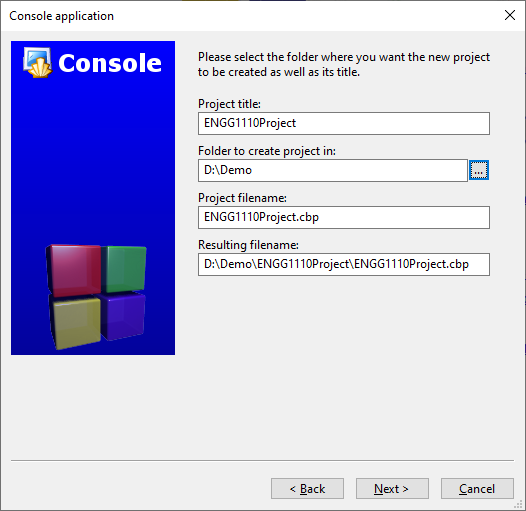 Console application
Console
Please select the folder where you want the new project
to be created as well as its title.
Project title:
ENGG1110Project
Folder to create project in:
D:\Demo
...
Project filename:
ENGG1110Project.cbp
Resulting filename:
D:\Demo\ENGG1110Project\ENGG1110Project.cbp
< Back
Next >
Cancel